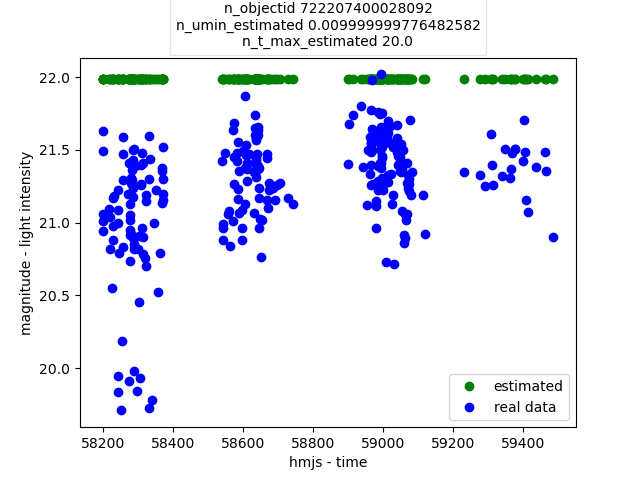 n_objectid 722207400028092
n_umin_estimated 0.009999999776482582
n_t_max_estimated 20.0
22.0
21.5
21.0
20.5
20.0
magnitude - light intensity
estimated
real data
58200 58400 58600 58800 59000 59200 59400
hmjs - time